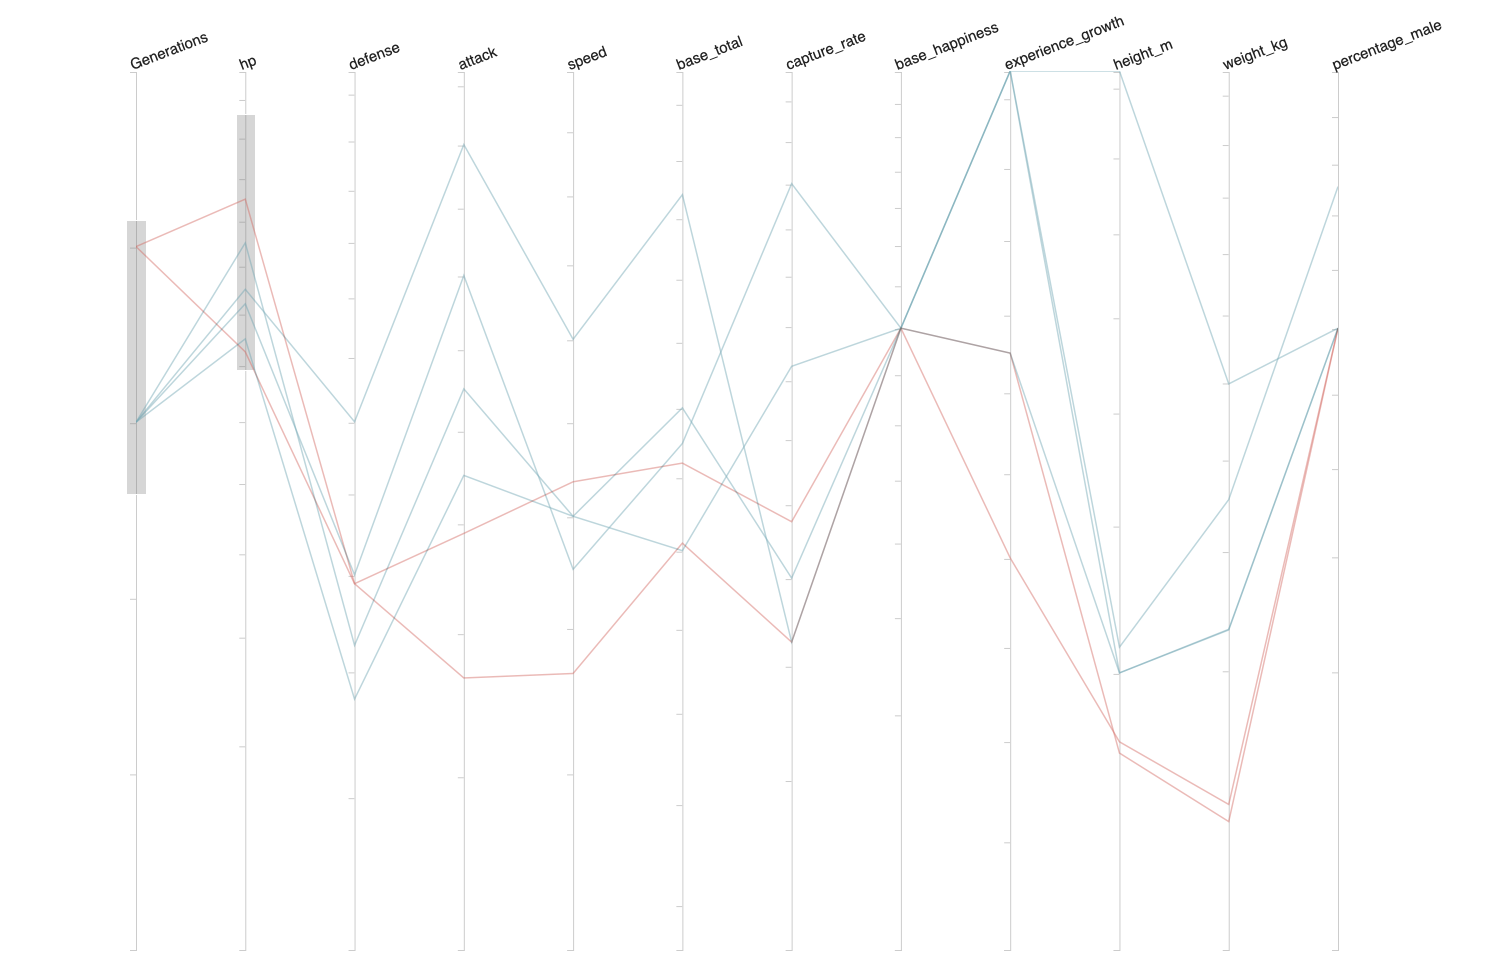 Generations
hp
defense
attack
speed
base_total
capture_rate
base_happiness
experience_growth
height_m
weight_kg
percentage_male